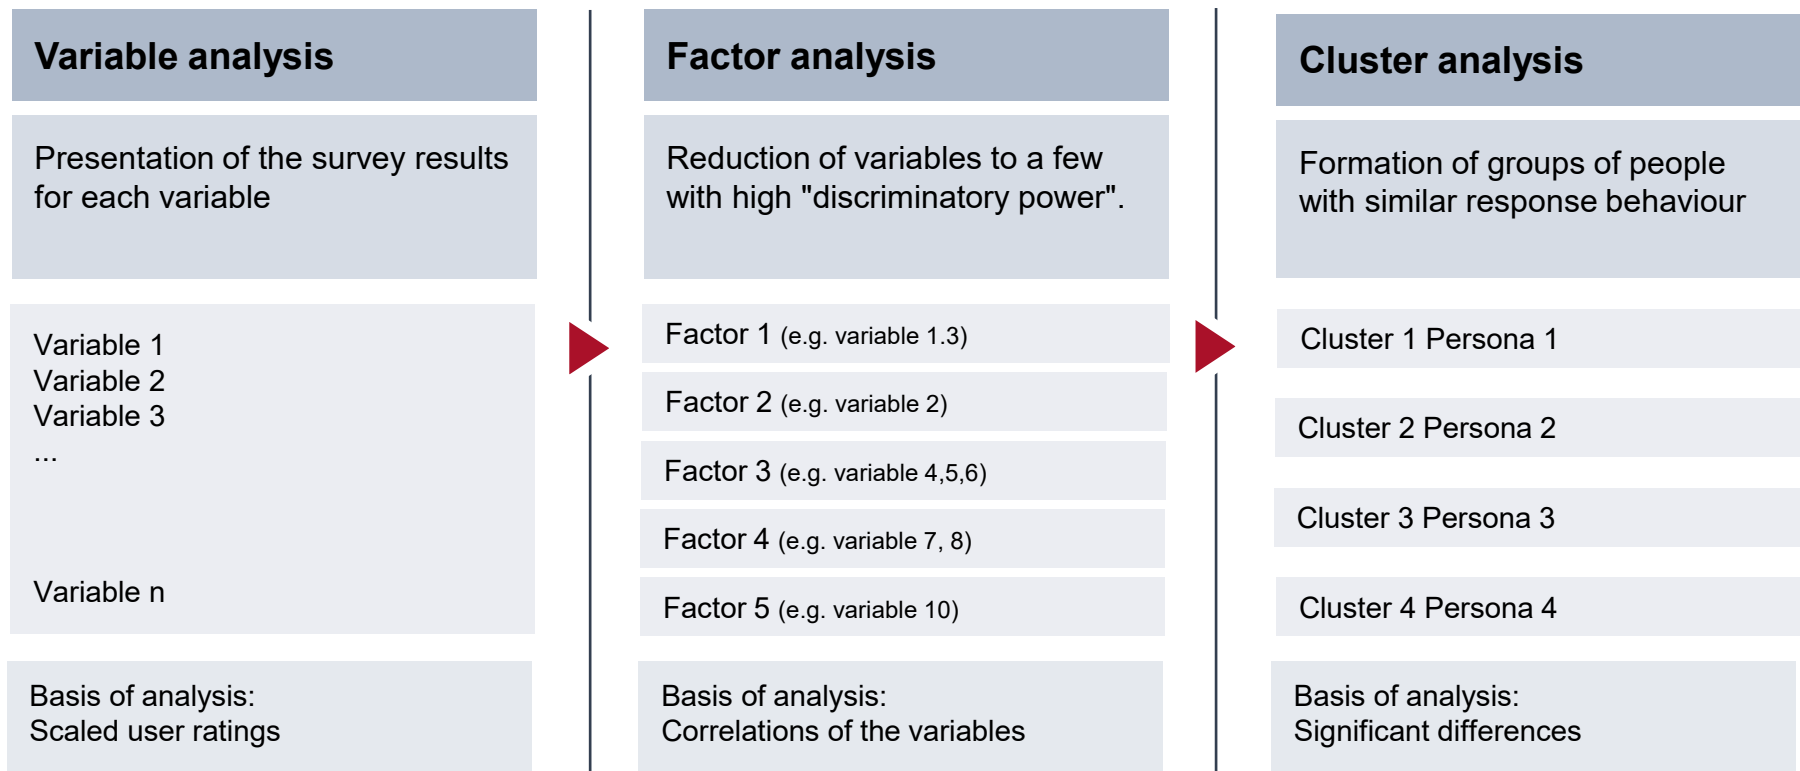 Variable analysis
Presentation of the survey results
for each variable
Variable 1
Variable 2
Variable 3
...
Variable n
Basis of analysis:
Scaled user ratings
Factor analysis
Reduction of variables to a few
with high "discriminatory power".
Factor 1 (e.g. variable 1.3)
Factor 2 (e.g. variable 2)
Factor 3 (e.g. variable 4,5,6)
Factor 4 (e.g. variable 7, 8)
Factor 5 (e.g. variable 10)
Basis of analysis:
Correlations of the variables
Cluster analysis
Formation of groups of people
with similar response behaviour
Cluster 1 Persona 1
Cluster 2 Persona 2
Cluster 3 Persona 3
Cluster 4 Persona 4
Basis of analysis:
Significant differences